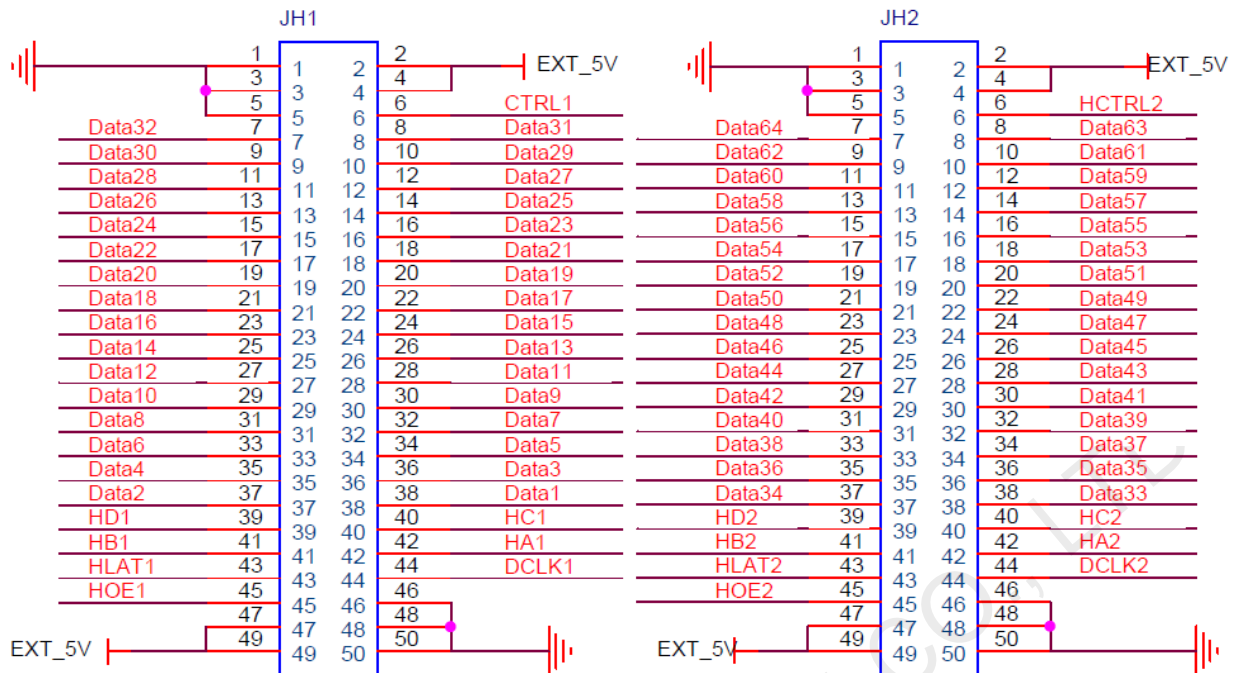 JH1 JH2
1 1 2 2 EXT_5V 1 1 2 2 EXT_5V
3 3 4 4 3 3 4 4
5 5 6 6 CTRL1 5 5 6 6 HCTRL2
Data32 7 7 8 8 Data31 Data64 7 7 8 8 Data63
Data30 9 9 10 10 Data29 Data62 9 9 10 10 Data61
Data28 11 11 12 12 Data27 Data60 11 11 12 12 Data59
Data26 13 13 14 14 Data25 Data58 13 13 14 14 Data57
Data24 15 15 16 16 Data23 Data56 15 15 16 16 Data55
Data22 17 17 18 18 Data21 Data54 17 17 18 18 Data53
Data20 19 19 20 20 Data19 Data52 19 19 20 20 Data51
Data18 21 21 22 22 Data17 Data50 21 21 22 22 Data49
Data16 23 23 24 24 Data15 Data48 23 23 24 24 Data47
Data14 25 25 26 26 Data13 Data46 25 25 26 26 Data45
Data12 27 27 28 28 Data11 Data44 27 27 28 28 Data43
Data10 29 29 30 30 Data9 Data42 29 29 30 30 Data41
Data8 31 31 32 32 Data7 Data40 31 31 32 32 Data39
Data6 33 33 34 34 Data5 Data38 33 33 34 34 Data37
Data4 35 35 36 36 Data3 Data36 35 35 36 36 Data35
Data2 37 37 38 38 Data1 Data34 37 37 38 38 Data33
HD1 39 39 40 40 HC1 HD2 39 39 40 40 HC2
HB1 41 41 42 42 HA1 HB2 41 41 42 42 HA2
HLAT1 43 43 44 44 DCLK1 HLAT2 43 43 44 44 DCLK2
HOE1 45 45 46 46 HOE2 45 45 46 46
47 47 48 48 47 47 48 48
EXT_5V 49 49 50 50 EXT_5V 49 49 50 50
CO., LTD